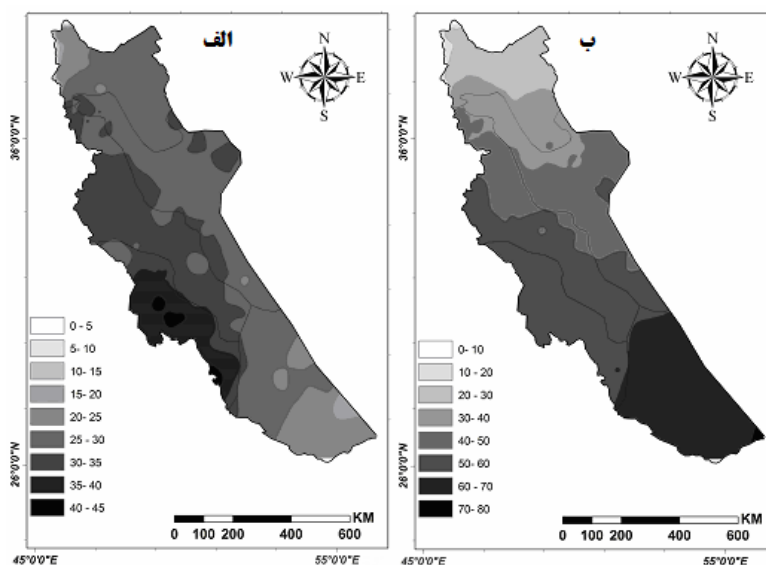 الف
N
W E
S
36°0'0"N
26°0'0"N
0 - 5
5- 10
10- 15
15- 20
20- 25
25 - 30
30- 35
35- 40
40 - 45
KM
0 100 200 400 600
45°0'0"E 55°0'0"E
ب
N
W E
S
36°0'0"N
26°0'0"N
0- 10
10 - 20
20 - 30
30- 40
40- 50
50- 60
60 - 70
70- 80
KM
0 100 200 400 600
45°0'0"E 55°0'0"E